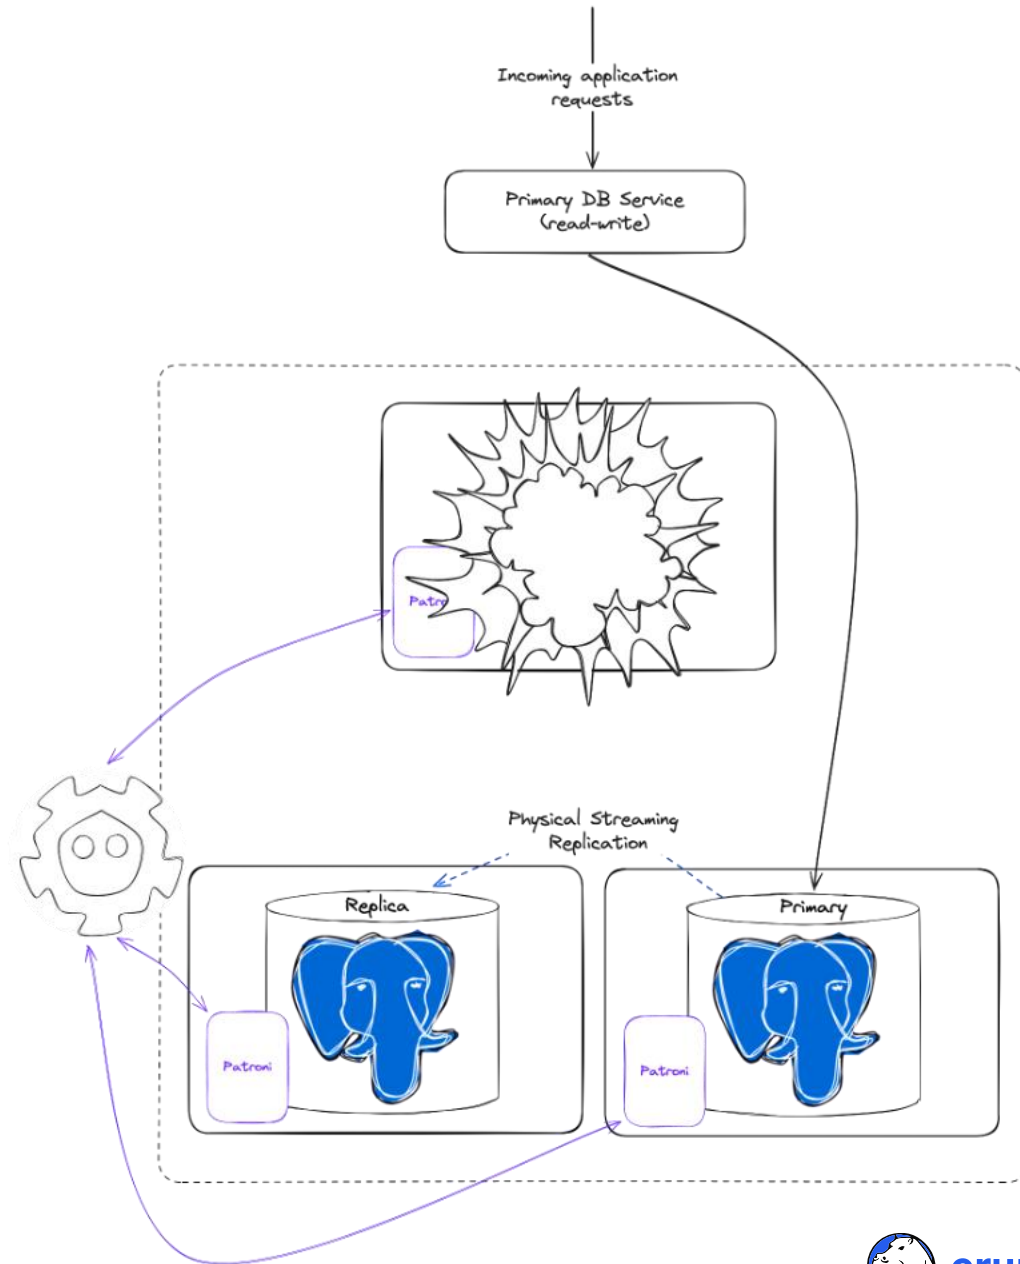 Incoming application
requests
Primary DB Service
(read-write)
Physical Streaming
Replication
Replica
Primary
Patroni
Patroni